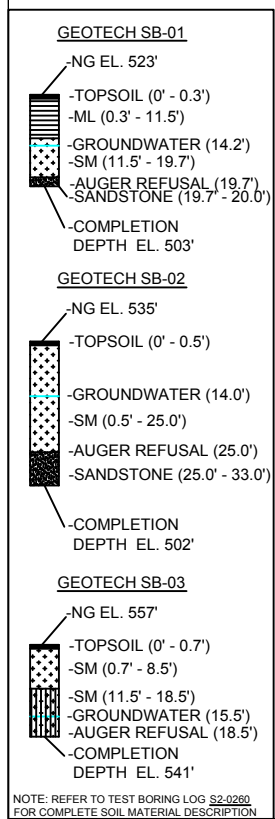 GEOTECH SB-01
-NG EL. 523'
-TOPSOIL (0' - 0.3')
-ML (0.3' - 11.5')
-GROUNDWATER (14.2')
-SM (11.5' - 19.7')
-AUGER REFUSAL (19.7')
-SANDSTONE (19.7' - 20.0')
-COMPLETION
DEPTH EL. 503'
GEOTECH SB-02
-NG EL. 535'
-TOPSOIL (0' - 0.5')
-GROUNDWATER (14.0')
-SM (0.5' - 25.0')
-AUGER REFUSAL (25.0')
-SANDSTONE (25.0' - 33.0')
-COMPLETION
DEPTH EL. 502'
GEOTECH SB-03
-NG EL. 557'
-TOPSOIL (0' - 0.7')
-SM (0.7' - 8.5')
-SM (11.5' - 18.5')
-GROUNDWATER (15.5')
-AUGER REFUSAL (18.5')
-COMPLETION
DEPTH EL. 541'
NOTE: REFER TO TEST BORING LOG S2-0260
FOR COMPLETE SOIL MATERIAL DESCRIPTION